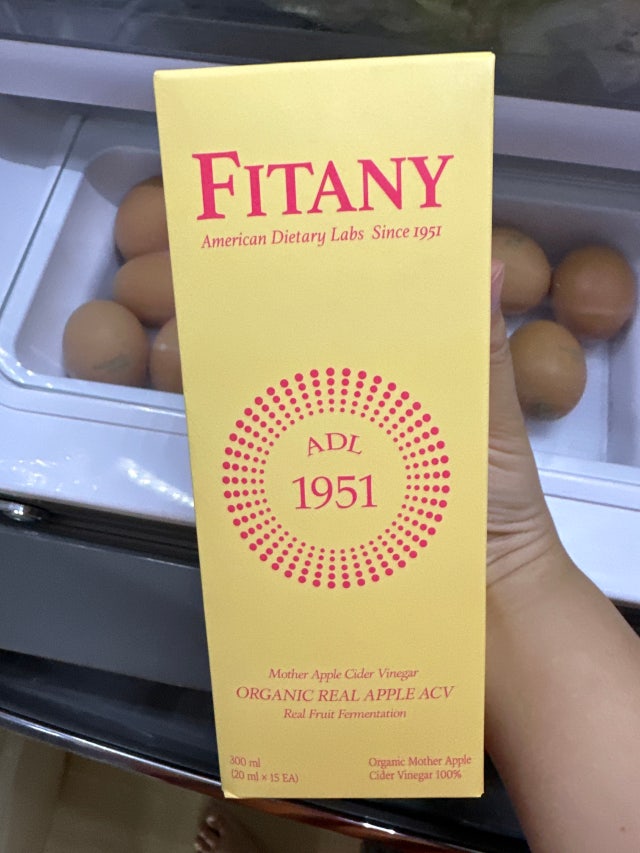 FITANY
American Dietary Labs Since 1951
ADL
1951
Mother Apple Cider Vinegar
ORGANIC REAL APPLE ACV
Real Fruit Fermentation
300 ml
(20 ml × 15 EA)
Organic Mother Apple
Cider Vinegar 100%